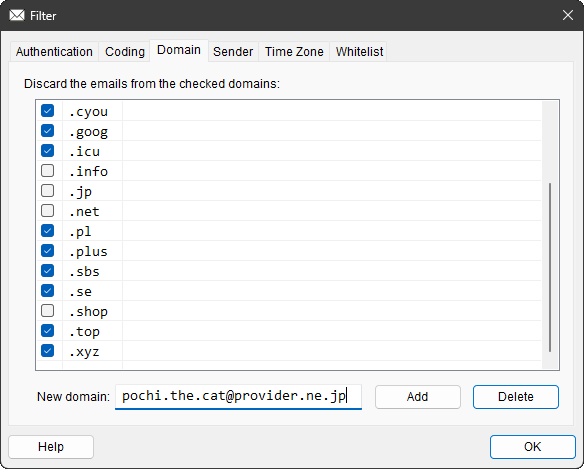 Filter
Authentication Coding Domain Sender Time Zone Whitelist
Discard the emails from the checked domains:
.cyou
.goog
.icu
.info
.jp
.net
.pl
.plus
.sbs
.se
.shop
.top
.xyz
New domain: pochi.the.cat@provider.ne.jp Add Delete
Help OK